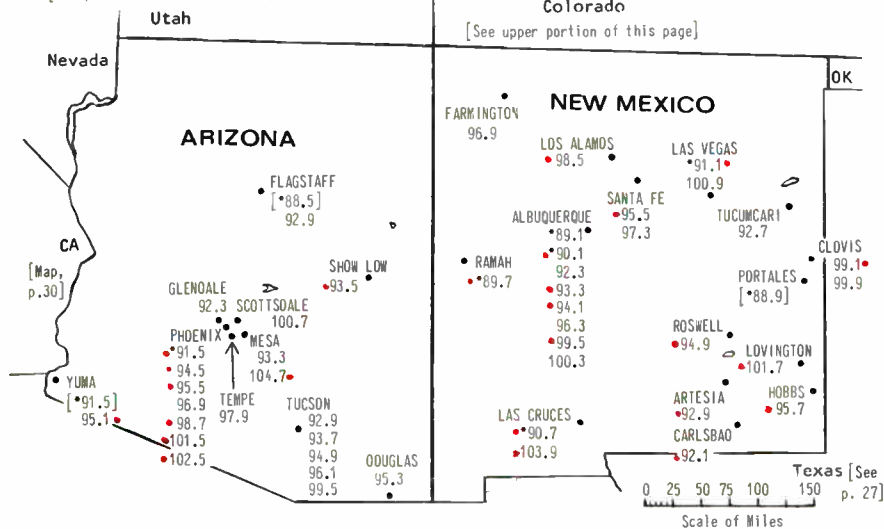 Utah
Colorado
[See upper portion of this page]
Nevada
OK
ARIZONA
NEW MEXICO
FARMINGTON
96.9
LOS ALAMOS
98.5
LAS VEGAS
*91.1
100.9
FLAGSTAFF
[*88.5]
92.9
SANTA FE
95.5
97.3
TUCUMCARI
92.7
ALBUQUERQUE
*89.1
*90.1
92.3
93.3
94.1
96.3
99.5
100.3
CA
[Map,
p.30]
SHOW LOW
93.5
RAMAH
*89.7
CLOVIS
99.1
99.9
PORTALES
[*88.9]
GLENDALE
92.3
SCOTTSDALE
100.7
PHOENIX
*91.5
94.5
95.5
96.9
98.7
101.5
102.5
MESA
93.3
104.7
TEMPE
97.9
ROSWELL
94.9
LOVINGTON
101.7
YUMA
[*91.5]
95.1
TUCSON
92.9
93.7
94.9
96.1
99.5
DOUGLAS
95.3
LAS CRUCES
*90.7
103.9
ARTESIA
92.9
HOBBS
95.7
CARLSBAD
92.1
Texas [See
p. 27]
0 25 50 75 100 150
Scale of Miles